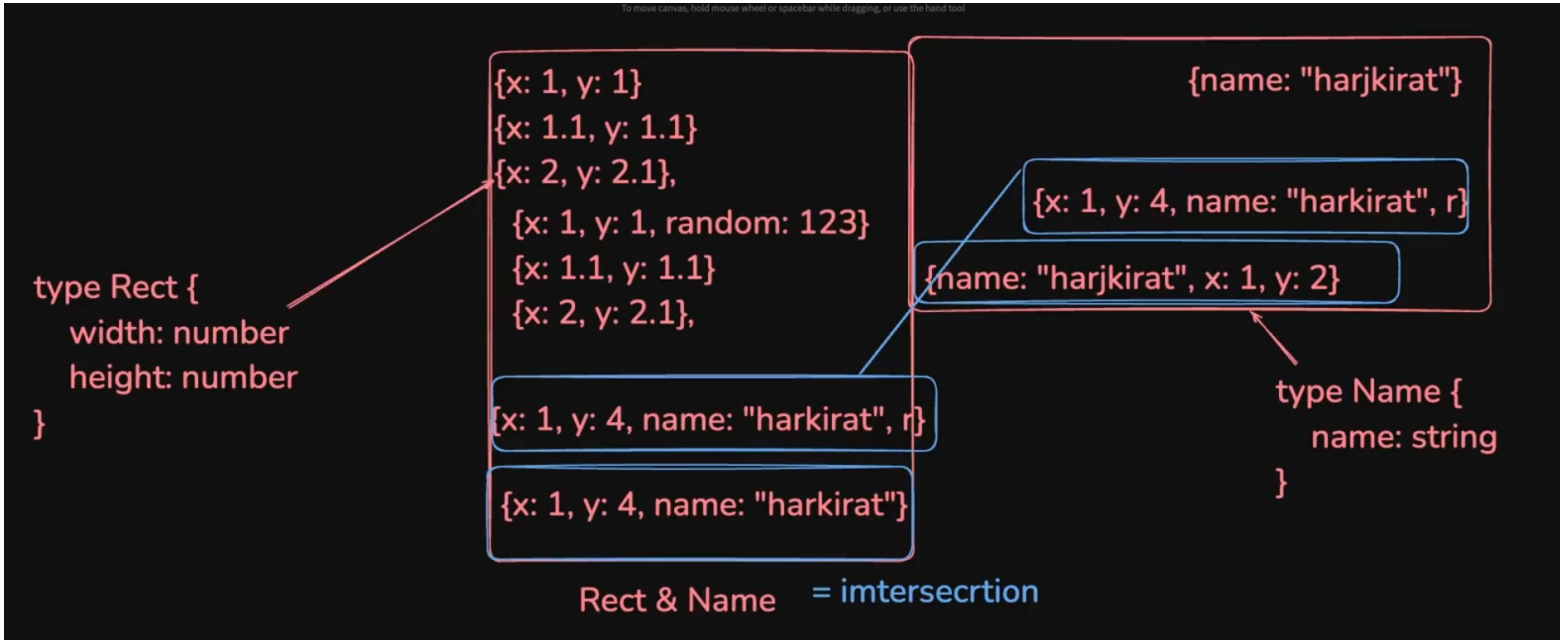 To move canvas, hold mouse wheel or spacebar while dragging, or use the hand tool
type Rect {
width: number
height: number
}
{x: 1, y: 1}
{x: 1.1, y: 1.1}
{x: 2, y: 2.1},
{x: 1, y: 1, random: 123}
{x: 1.1, y: 1.1}
{x: 2, y: 2.1},
{x: 1, y: 4, name: "harkirat", r}
{x: 1, y: 4, name: "harkirat"}
{name: "harjkirat"}
{x: 1, y: 4, name: "harkirat", r}
{name: "harjkirat", x: 1, y: 2}
type Name {
name: string
}
Rect & Name = imtersecrtion